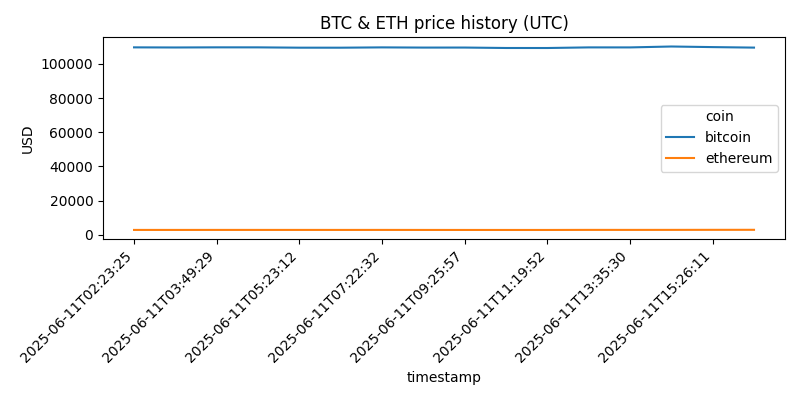 BTC & ETH price history (UTC)
USD
100000
80000
60000
40000
20000
0
coin
bitcoin
ethereum
2025-06-11T02:23:25
2025-06-11T03:49:29
2025-06-11T05:23:12
2025-06-11T07:22:32
2025-06-11T09:25:57
2025-06-11T11:19:52
2025-06-11T13:35:30
2025-06-11T15:26:11
timestamp